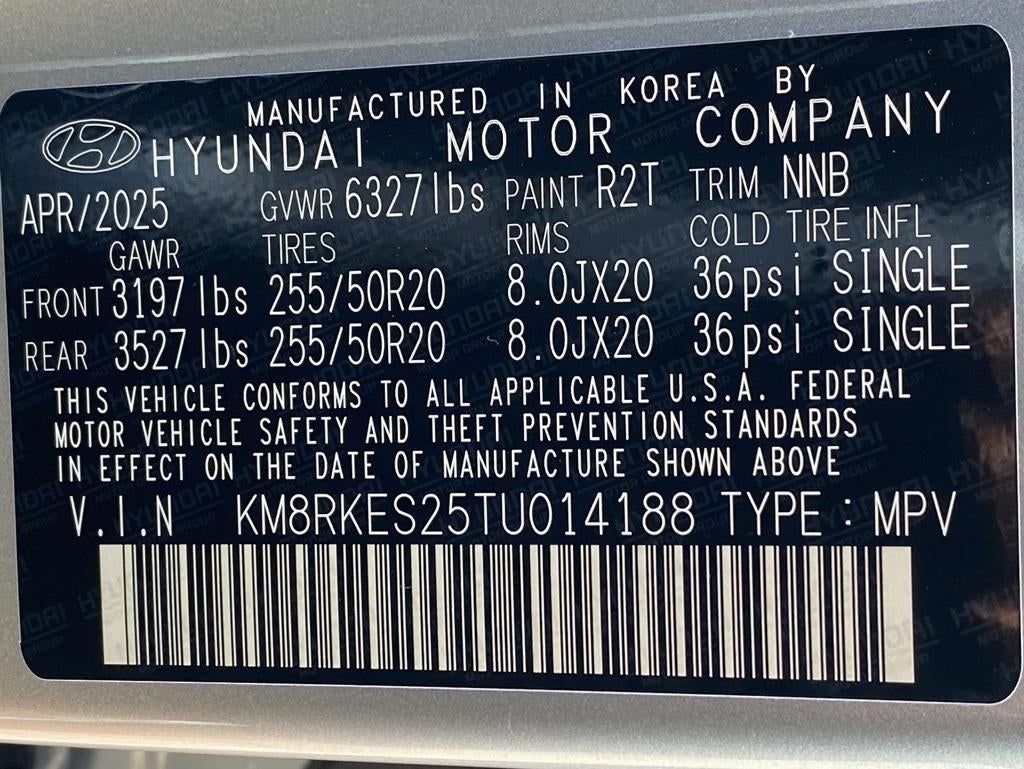 MANUFACTURED IN KOREA BY
HYUNDAI MOTOR COMPANY
APR/2025 GVWR 6327lbs PAINT R2T TRIM NNB
GAWR TIRES RIMS COLD TIRE INFL
FRONT 3197lbs 255/50R20 8.0JX20 36psi SINGLE
REAR 3527lbs 255/50R20 8.0JX20 36psi SINGLE
THIS VEHICLE CONFORMS TO ALL APPLICABLE U.S.A. FEDERAL
MOTOR VEHICLE SAFETY AND THEFT PREVENTION STANDARDS
IN EFFECT ON THE DATE OF MANUFACTURE SHOWN ABOVE
V.I.N KM8RKES25TU014188 TYPE : MPV